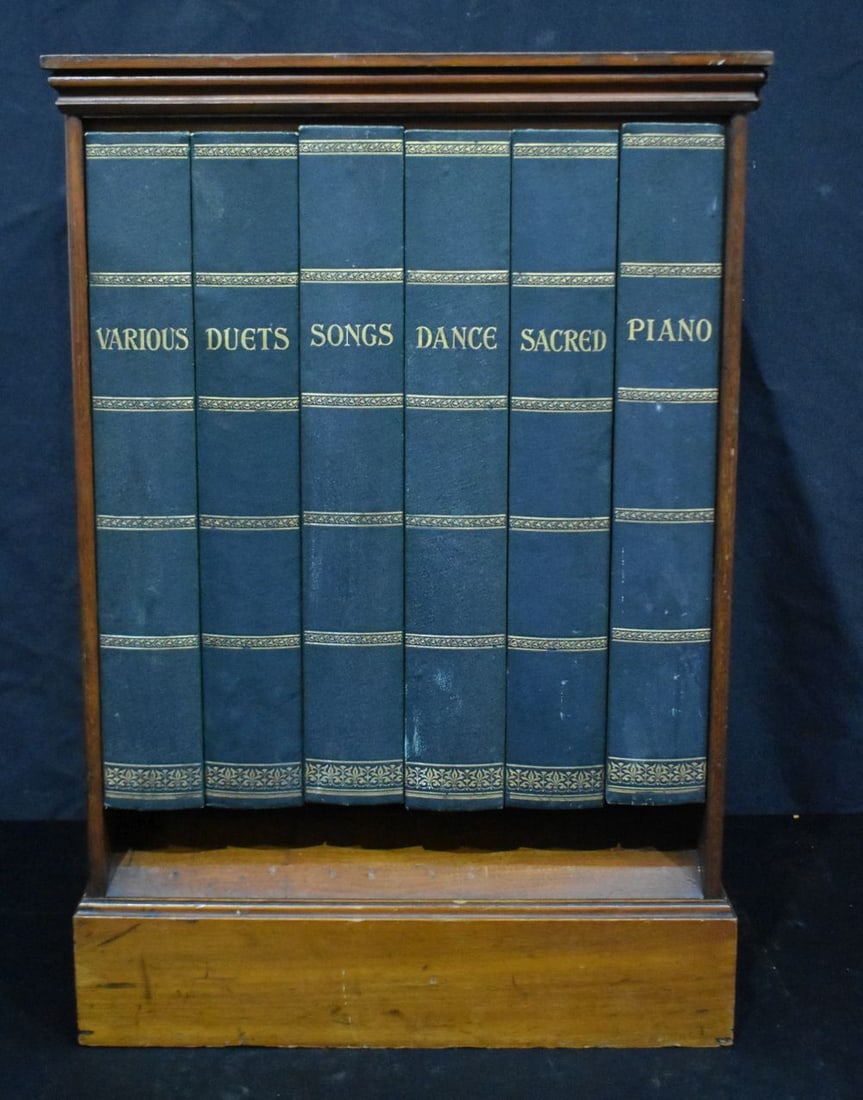 VARIOUS
DUETS
SONGS
DANCE
SACRED
PIANO